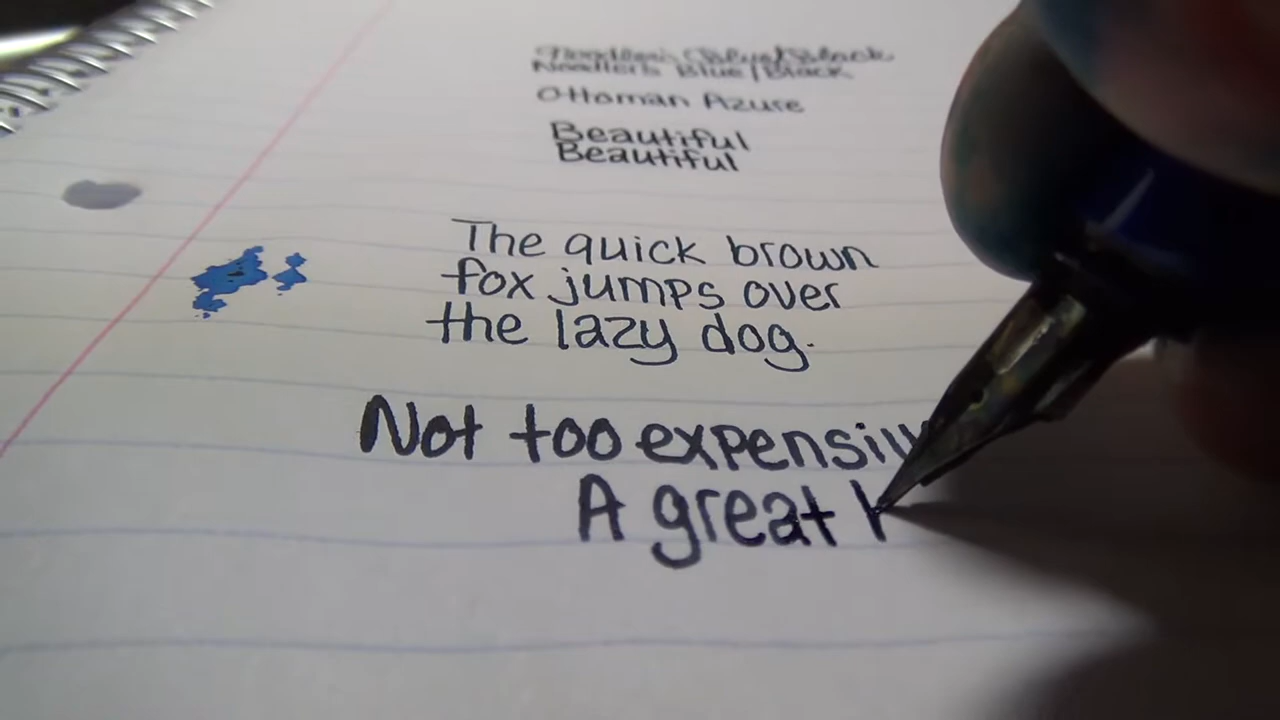 Noodler's Blue/Black
Noodler's Blue/Black
Ottoman Azure
Beautiful
Beautiful
The quick brown
fox jumps over
the lazy dog.
Not too
A great